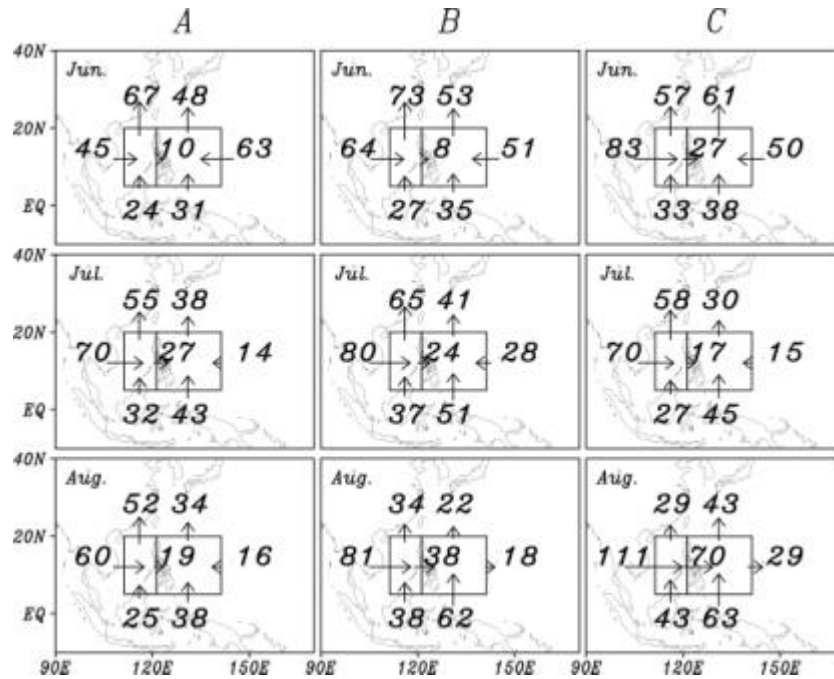 A B C
40N Jun. Jun. Jun.
67 48 73 53 57 61
20N
45 10 63 64 8 51 83 27 50
EQ 24 31 27 35 33 38
40N Jul. Jul. Jul.
55 38 65 41 58 30
20N
70 27 14 80 24 28 70 17 15
EQ 32 43 37 51 27 45
40N Aug. Aug. Aug.
52 34 34 22 29 43
20N
60 19 16 81 38 18 111 70 29
EQ 25 38 38 62 43 63
90E 120E 150E 90E 120E 150E 90E 120E 150E